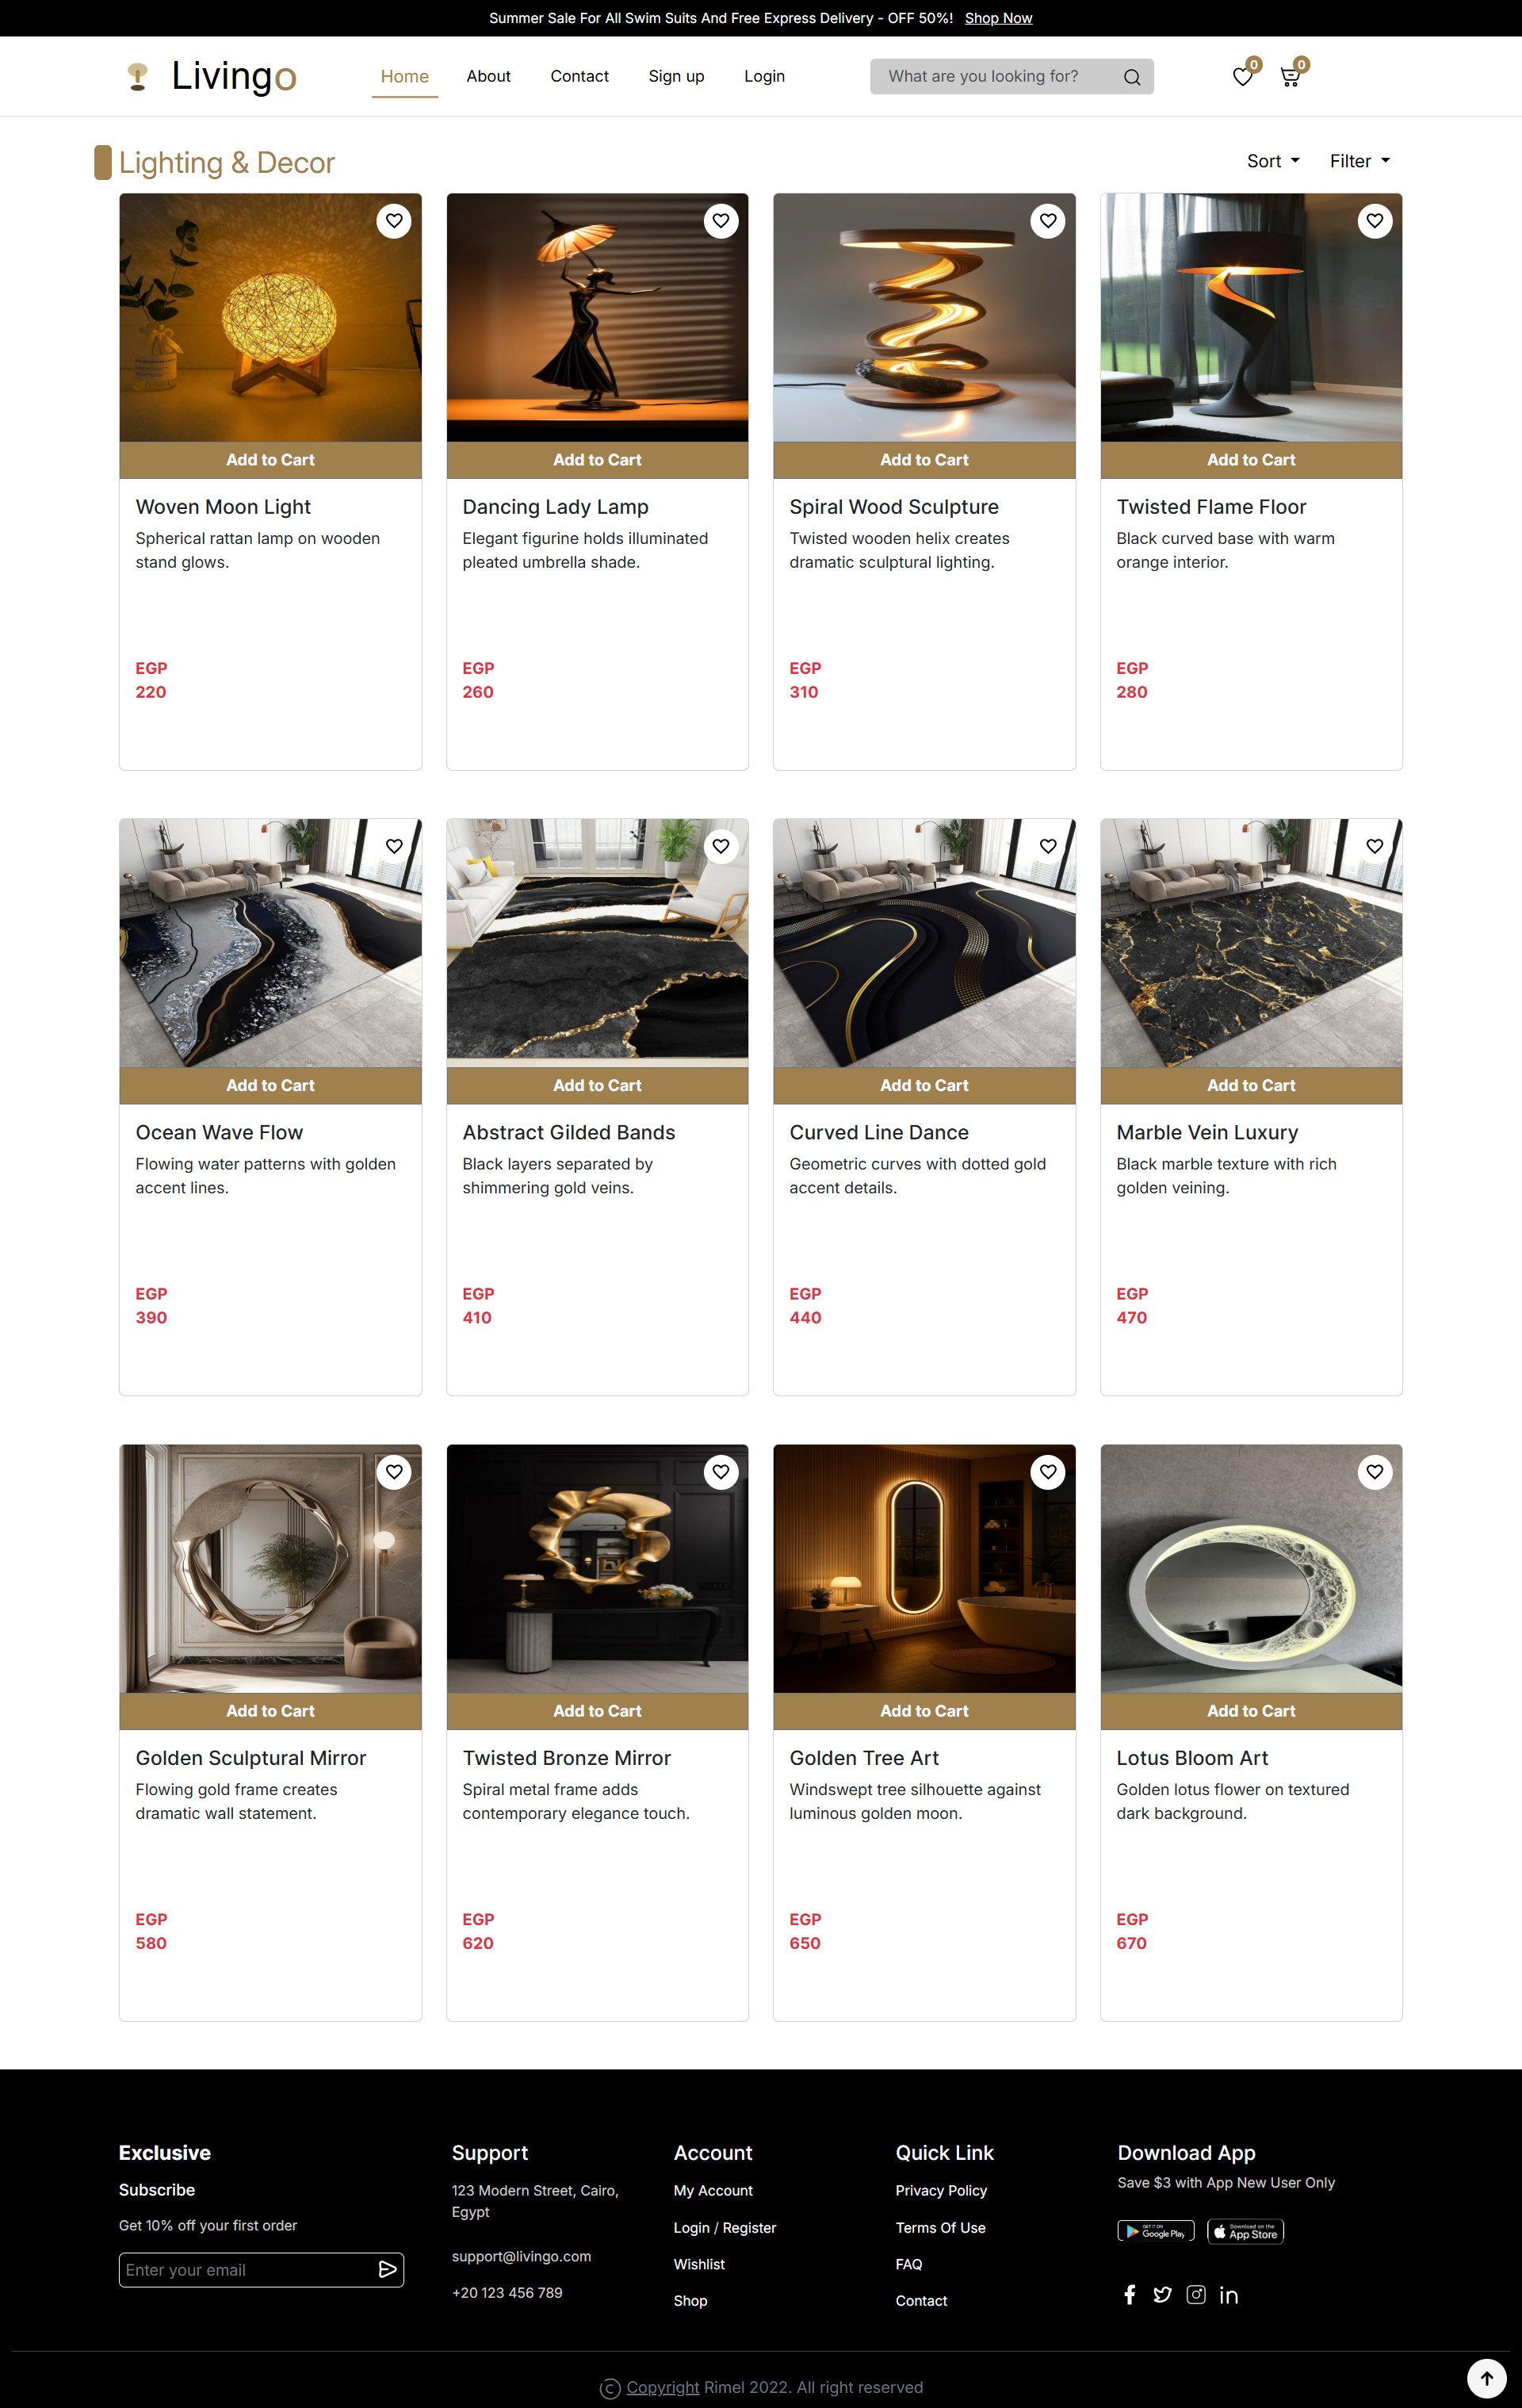 Summer Sale For All Swim Suits And Free Express Delivery - OFF 50%! Shop Now
Livingo
Home About Contact Sign up Login
What are you looking for?
0 0
Lighting & Decor
Sort Filter
Add to Cart Add to Cart Add to Cart Add to Cart
Woven Moon Light
Spherical rattan lamp on wooden
stand glows.
EGP
220
Dancing Lady Lamp
Elegant figurine holds illuminated
pleated umbrella shade.
EGP
260
Spiral Wood Sculpture
Twisted wooden helix creates
dramatic sculptural lighting.
EGP
310
Twisted Flame Floor
Black curved base with warm
orange interior.
EGP
280
Add to Cart Add to Cart Add to Cart Add to Cart
Ocean Wave Flow
Flowing water patterns with golden
accent lines.
EGP
390
Abstract Gilded Bands
Black layers separated by
shimmering gold veins.
EGP
410
Curved Line Dance
Geometric curves with dotted gold
accent details.
EGP
440
Marble Vein Luxury
Black marble texture with rich
golden veining.
EGP
470
Add to Cart Add to Cart Add to Cart Add to Cart
Golden Sculptural Mirror
Flowing gold frame creates
dramatic wall statement.
EGP
580
Twisted Bronze Mirror
Spiral metal frame adds
contemporary elegance touch.
EGP
620
Golden Tree Art
Windswept tree silhouette against
luminous golden moon.
EGP
650
Lotus Bloom Art
Golden lotus flower on textured
dark background.
EGP
670
Exclusive
Subscribe
Get 10% off your first order
Enter your email
Support
123 Modern Street, Cairo,
Egypt
support@livingo.com
+20 123 456 789
Account
My Account
Login / Register
Wishlist
Shop
Quick Link
Privacy Policy
Terms Of Use
FAQ
Contact
Download App
Save $3 with App New User Only
GET IT ON
Google Play
Download on the
App Store
© Copyright Rimel 2022. All right reserved